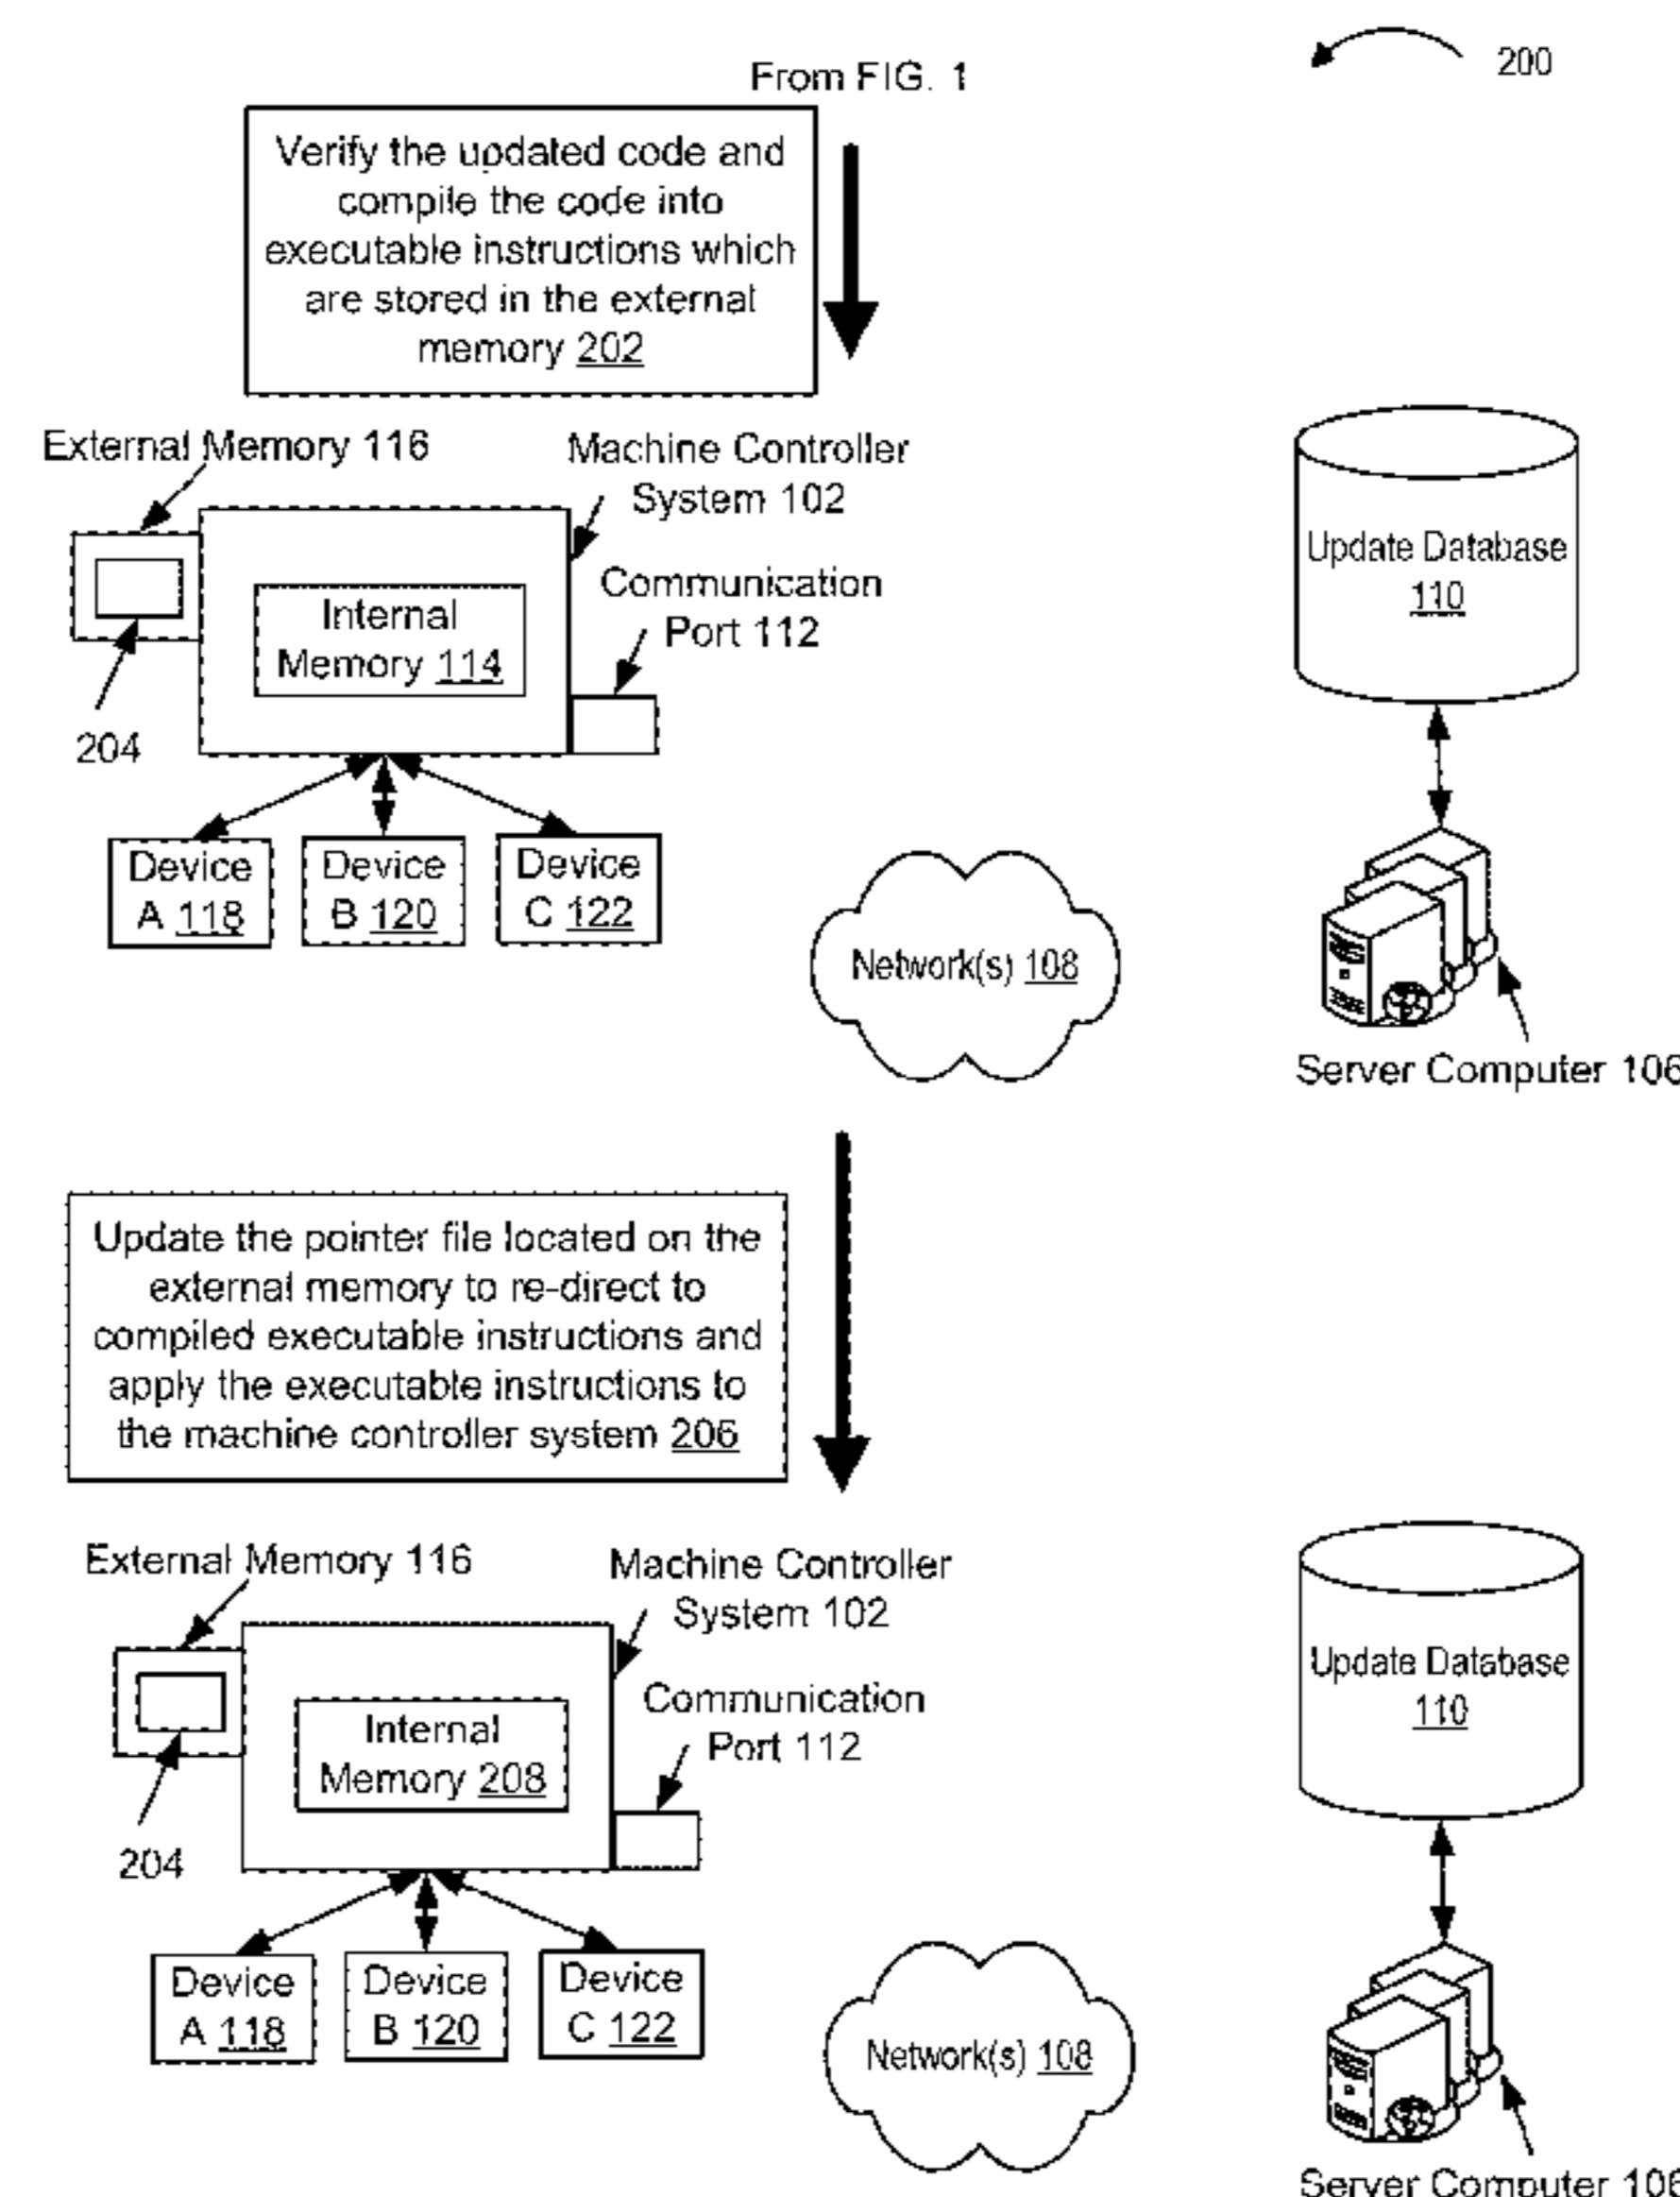 200
From FIG. 1
Verify the updated code and
compile the code into
executable instructions which
are stored in the external
memory 202
External Memory 116
Machine Controller
System 102
Communication
Port 112
Internal
Memory 114
204
Device
A 118
Device
B 120
Device
C 122
Update Database
110
Network(s) 108
Server Computer 106
Update the pointer file located on the
external memory to re-direct to
compiled executable instructions and
apply the executable instructions to
the machine controller system 206
External Memory 116
Machine Controller
System 102
Communication
Port 112
Internal
Memory 208
204
Device
A 118
Device
B 120
Device
C 122
Update Database
110
Network(s) 108
Server Computer 106